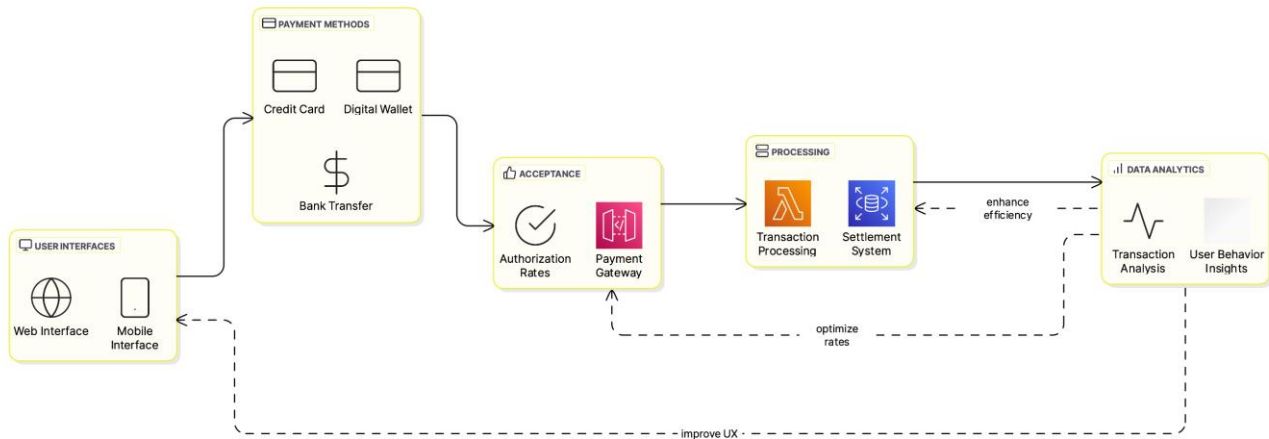 PAYMENT METHODS
Credit Card
Digital Wallet
Bank Transfer
USER INTERFACES
Web Interface
Mobile
Interface
ACCEPTANCE
Authorization
Rates
Payment
Gateway
PROCESSING
Transaction
Processing
Settlement
System
DATA ANALYTICS
Transaction
Analysis
User Behavior
Insights
enhance
efficiency
optimize
rates
improve UX